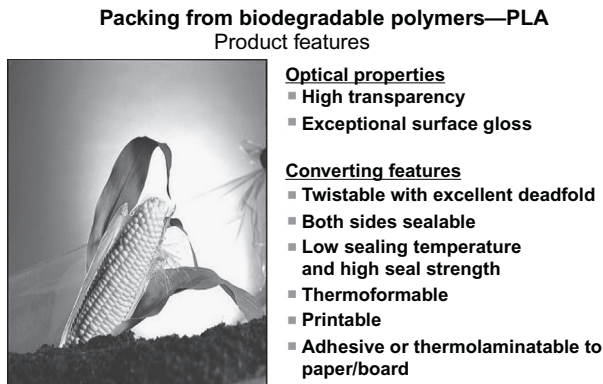 Packing from biodegradable polymers—PLA
Product features
Optical properties
■ High transparency
■ Exceptional surface gloss
Converting features
■ Twistable with excellent deadfold
■ Both sides sealable
■ Low sealing temperature
and high seal strength
■ Thermoformable
■ Printable
■ Adhesive or thermolaminatable to
paper/board